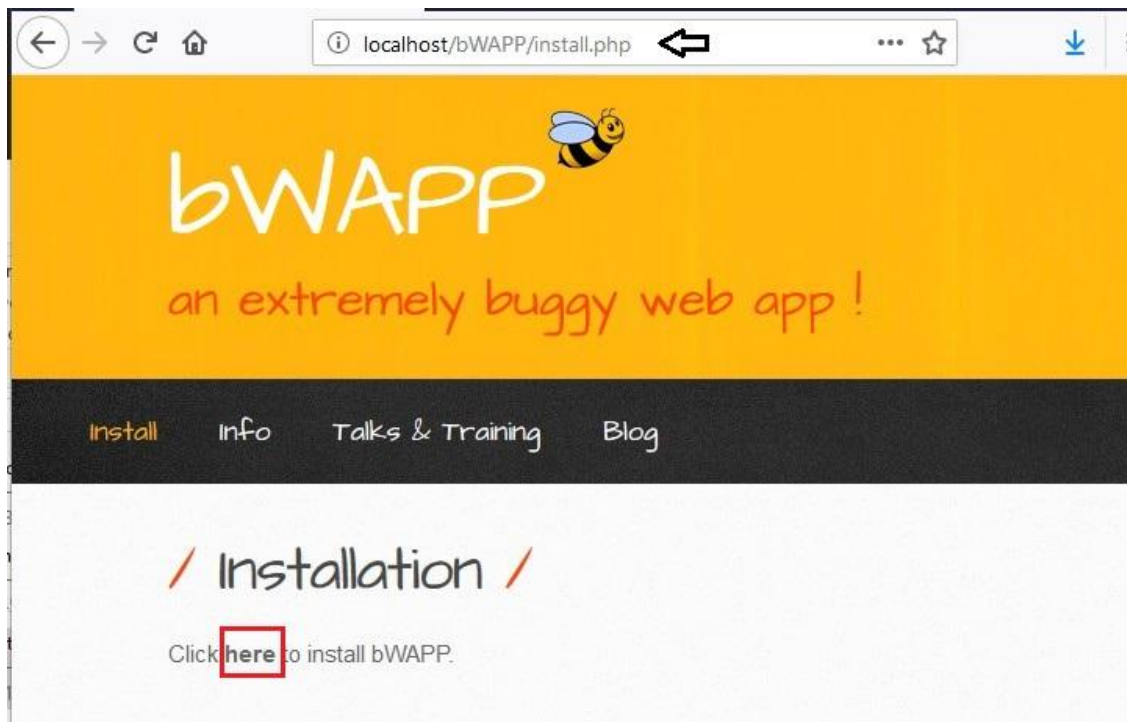 localhost/bWAPP/install.php
bWAPP
an extremely buggy web app !
Install Info Talks & Training Blog
/ Installation /
Click here to install bWAPP.